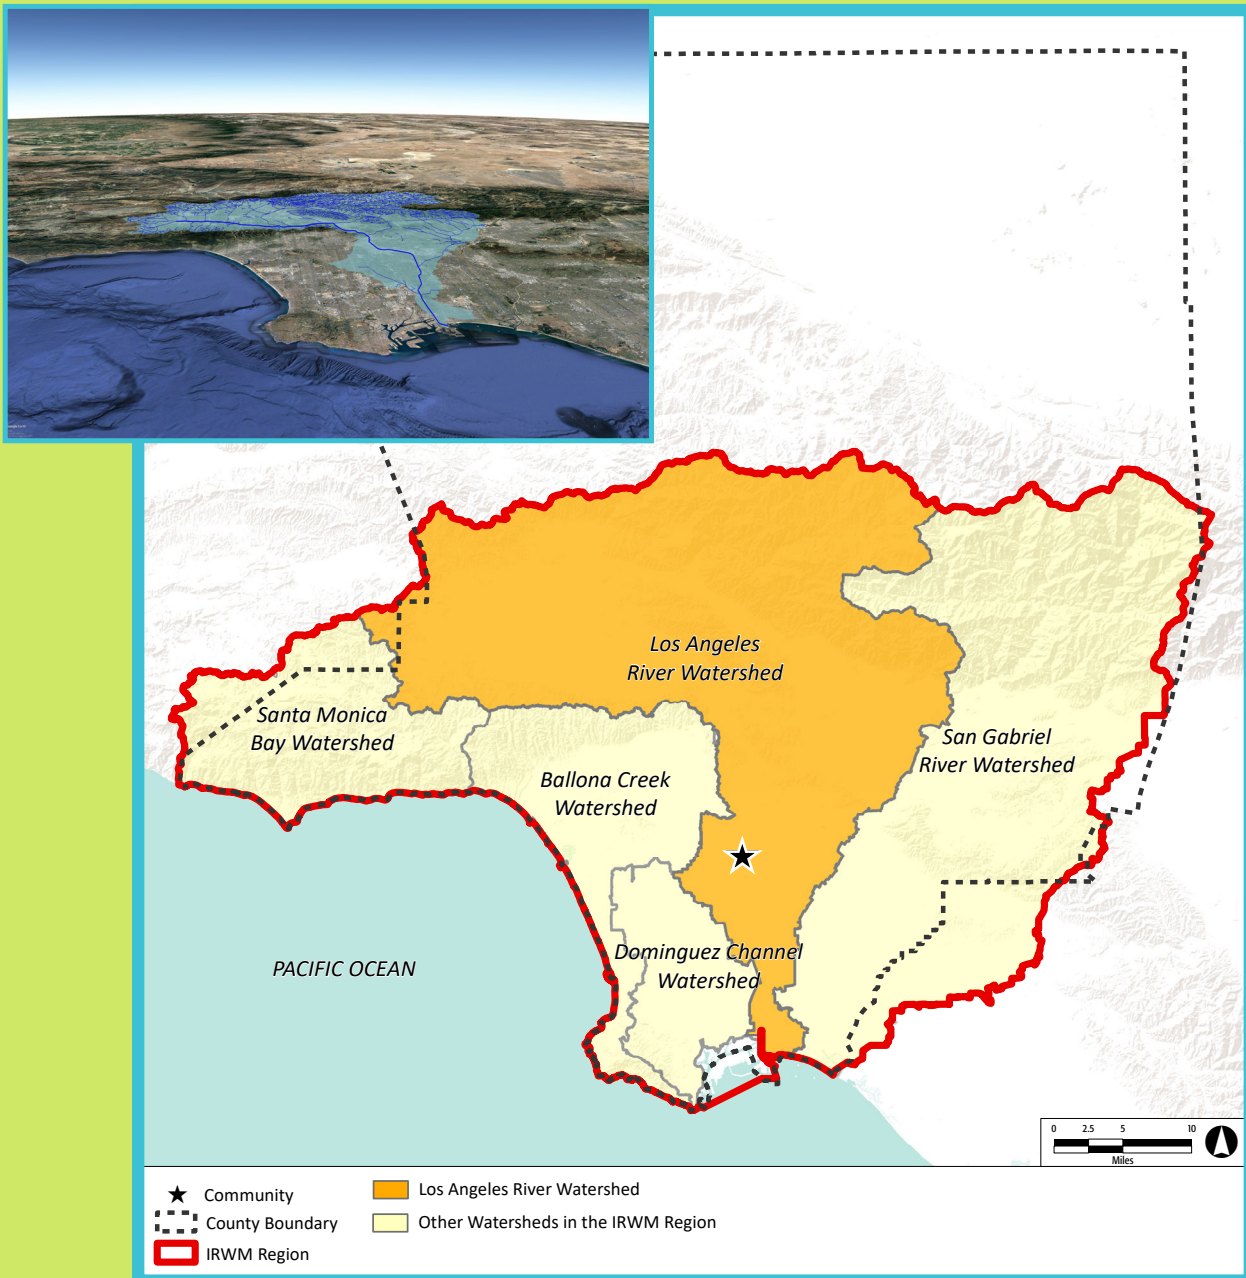 Los Angeles
River Watershed
Santa Monica
Bay Watershed
San Gabriel
River Watershed
Ballona Creek
Watershed
Dominguez Channel
Watershed
PACIFIC OCEAN
0 2.5 5 10
Miles
Community
County Boundary
IRWM Region
Los Angeles River Watershed
Other Watersheds in the IRWM Region